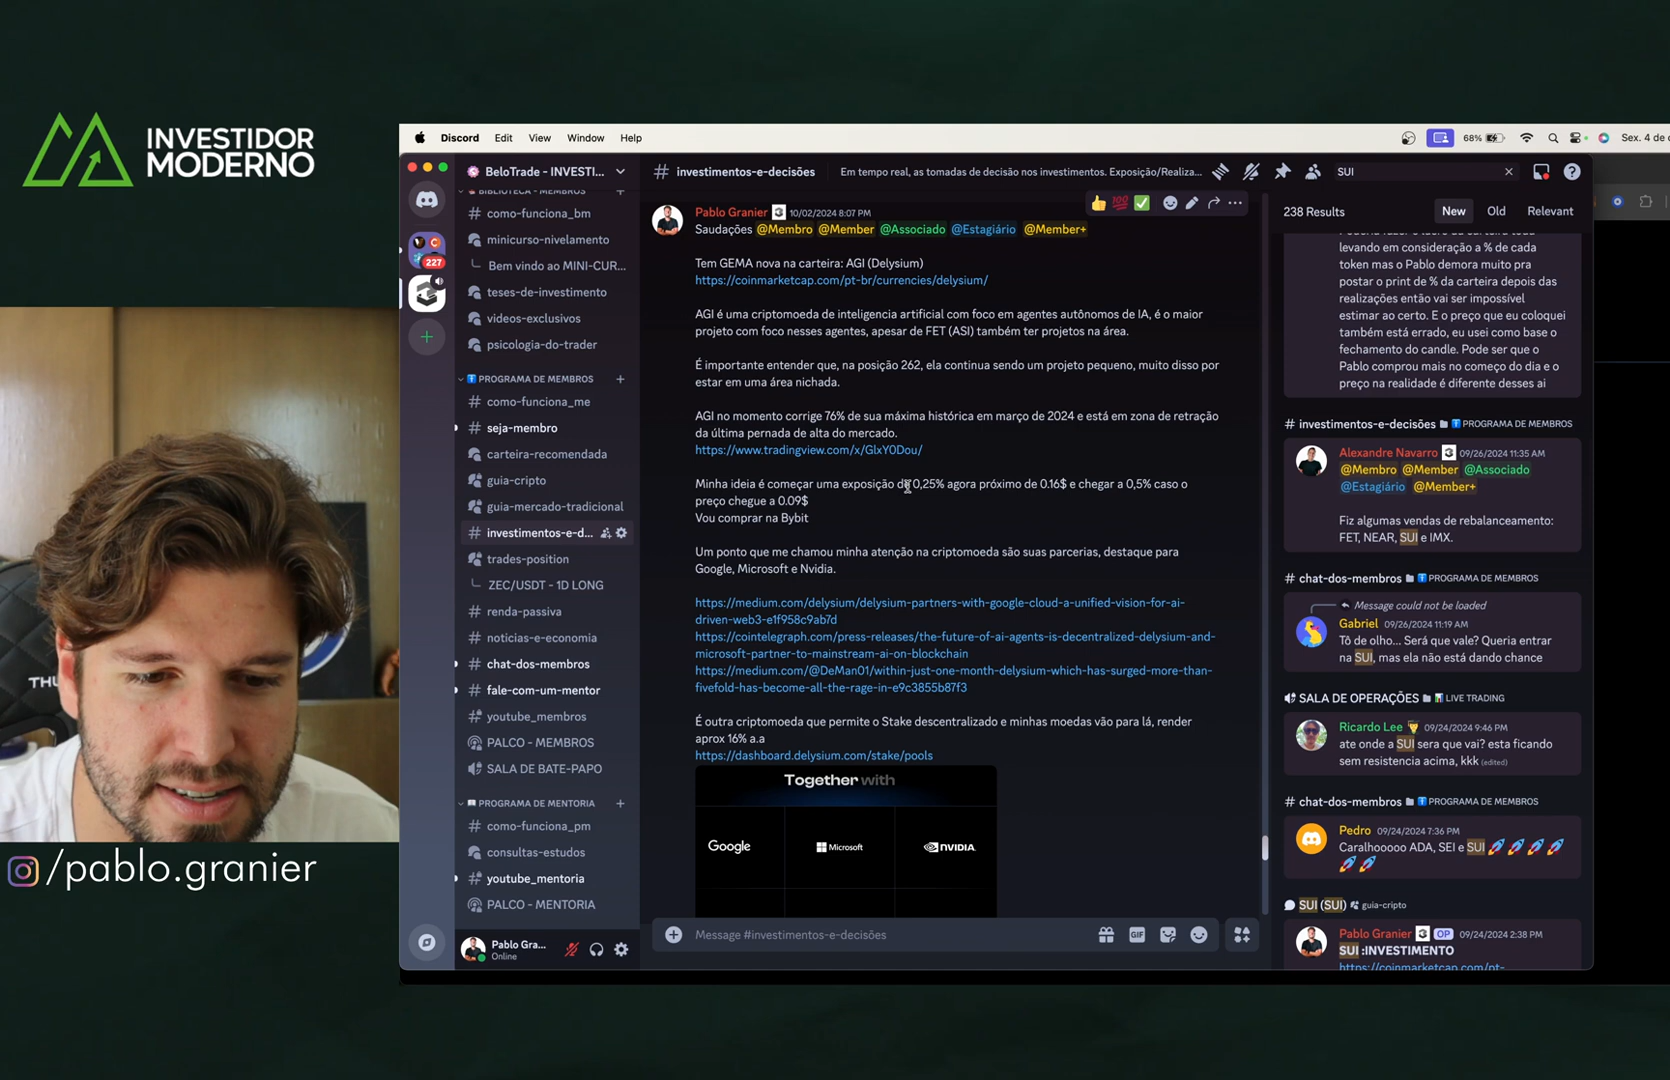 INVESTIDOR
MODERNO
/pablo.granier
Discord Edit View Window Help
68%
Sex. 4 de
BeloTrade - INVESTI...
BIBLIOTECA - MEMBROS
como-funciona_bm
minicurso-nivelamento
Bem vindo ao MINI-CUR...
teses-de-investimento
videos-exclusivos
psicologia-do-trader
PROGRAMA DE MEMBROS
como-funciona_me
seja-membro
carteira-recomendada
guia-cripto
guia-mercado-tradicional
investimentos-e-d...
trades-position
ZEC/USDT - 1D LONG
renda-passiva
noticias-e-economia
chat-dos-membros
fale-com-um-mentor
youtube_membros
PALCO - MEMBROS
SALA DE BATE-PAPO
PROGRAMA DE MENTORIA
como-funciona_pm
consultas-estudos
youtube_mentoria
PALCO - MENTORIA
227
Pablo Gra...
Online
# investimentos-e-decisões
Em tempo real, as tomadas de decisão nos investimentos. Exposição/Realiza...
Pablo Granier 10/02/2024 8:07 PM
Saudações @Membro @Member @Associado @Estagiário @Member+
Tem GEMA nova na carteira: AGI (Delysium)
https://coinmarketcap.com/pt-br/currencies/delysium/
AGI é uma criptomoeda de inteligencia artificial com foco em agentes autônomos de IA, é o maior
projeto com foco nesses agentes, apesar de FET (ASI) também ter projetos na área.
É importante entender que, na posição 262, ela continua sendo um projeto pequeno, muito disso por
estar em uma área nichada.
AGI no momento corrige 76% de sua máxima histórica em março de 2024 e está em zona de retração
da última pernada de alta do mercado.
https://www.tradingview.com/x/GlxY0Dou/
Minha ideia é começar uma exposição de 0,25% agora próximo de 0.16$ e chegar a 0,5% caso o
preço chegue a 0.09$
Vou comprar na Bybit
Um ponto que me chamou minha atenção na criptomoeda são suas parcerias, destaque para
Google, Microsoft e Nvidia.
https://medium.com/delysium/delysium-partners-with-google-cloud-a-unified-vision-for-ai-
driven-web3-e1f958c9ab7d
https://cointelegraph.com/press-releases/the-future-of-ai-agents-is-decentralized-delysium-and-
microsoft-partner-to-mainstream-ai-on-blockchain
https://medium.com/@DeMan01/within-just-one-month-delysium-which-has-surged-more-than-
fivefold-has-become-all-the-rage-in-e9c3855b87f3
É outra criptomoeda que permite o Stake descentralizado e minhas moedas vão para lá, render
aprox 16% a.a
https://dashboard.delysium.com/stake/pools
Together with
Google Microsoft NVIDIA.
Message #investimentos-e-decisões
GIF
SUI
238 Results New Old Relevant
levando em consideração a % de cada
token mas o Pablo demora muito pra
postar o print de % da carteira depois das
realizações então vai ser impossível
estimar ao certo. E o preço que eu coloquei
também está errado, eu usei como base o
fechamento do candle. Pode ser que o
Pablo comprou mais no começo do dia e o
preço na realidade é diferente desses ai
# investimentos-e-decisões PROGRAMA DE MEMBROS
Alexandre Navarro 09/26/2024 11:35 AM
@Membro @Member @Associado
@Estagiário @Member+
Fiz algumas vendas de rebalanceamento:
FET, NEAR, SUI e IMX.
# chat-dos-membros PROGRAMA DE MEMBROS
Message could not be loaded
Gabriel 09/26/2024 11:19 AM
Tô de olho... Será que vale? Queria entrar
na SUI, mas ela não está dando chance
SALA DE OPERAÇÕES LIVE TRADING
Ricardo Lee 09/24/2024 9:46 PM
ate onde a SUI sera que vai? esta ficando
sem resistencia acima, kkk (edited)
# chat-dos-membros PROGRAMA DE MEMBROS
Pedro 09/24/2024 7:36 PM
Caralhooooo ADA, SEI e SUI 🚀🚀🚀🚀
🚀🚀
SUI (SUI) guia-cripto
Pablo Granier OP 09/24/2024 2:38 PM
SUI :INVESTIMENTO
https://coinmarketcap.com/pt-